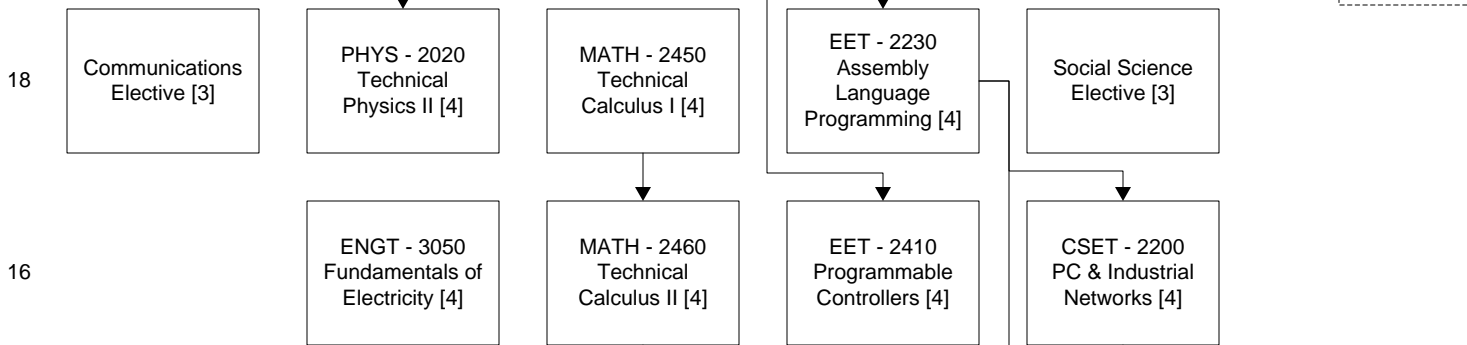 18
Communications
Elective [3]
PHYS - 2020
Technical
Physics II [4]
MATH - 2450
Technical
Calculus I [4]
EET - 2230
Assembly
Language
Programming [4]
Social Science
Elective [3]
16
ENGT - 3050
Fundamentals of
Electricity [4]
MATH - 2460
Technical
Calculus II [4]
EET - 2410
Programmable
Controllers [4]
CSET - 2200
PC & Industrial
Networks [4]